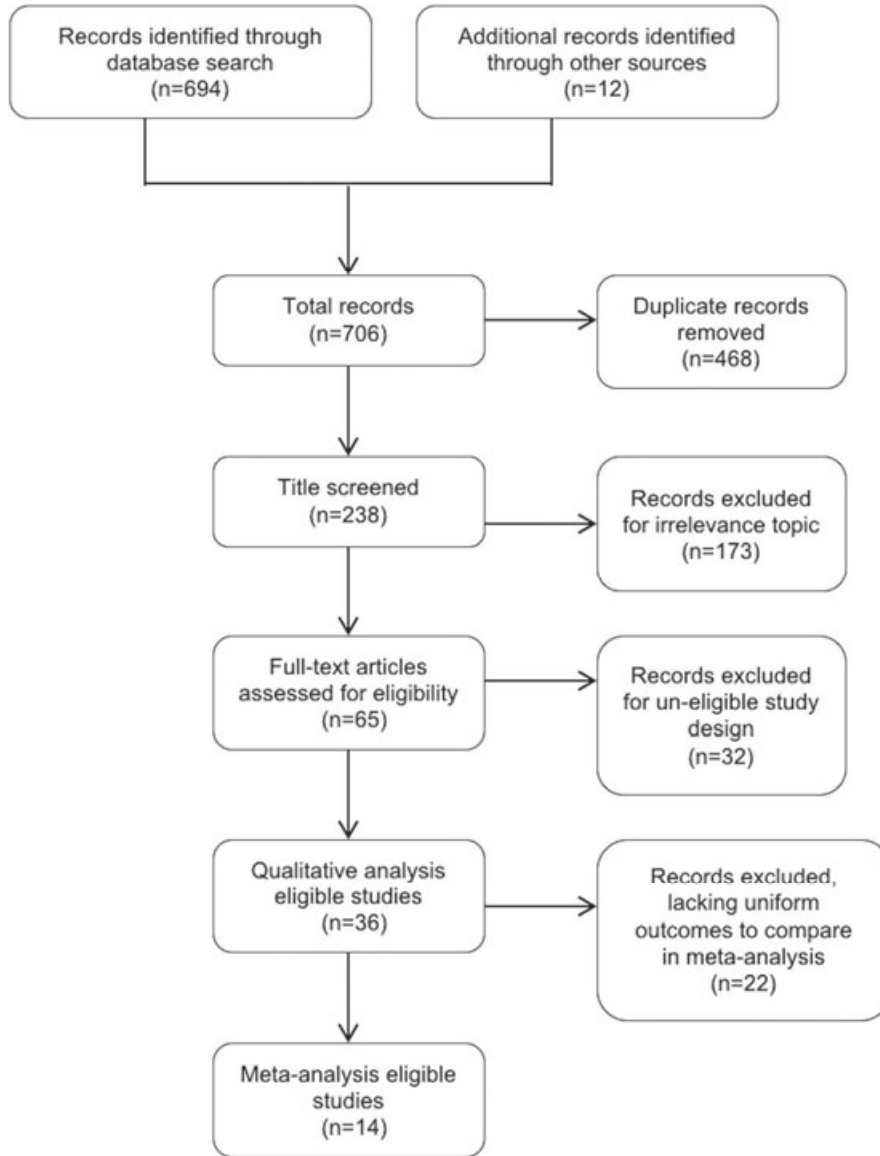 Records identified through
database search
(n=694)
Additional records identified
through other sources
(n=12)
Total records
(n=706)
Duplicate records
removed
(n=468)
Title screened
(n=238)
Records excluded
for irrelevance topic
(n=173)
Full-text articles
assessed for eligibility
(n=65)
Records excluded
for un-eligible study
design
(n=32)
Qualitative analysis
eligible studies
(n=36)
Records excluded,
lacking uniform
outcomes to compare
in meta-analysis
(n=22)
Meta-analysis eligible
studies
(n=14)